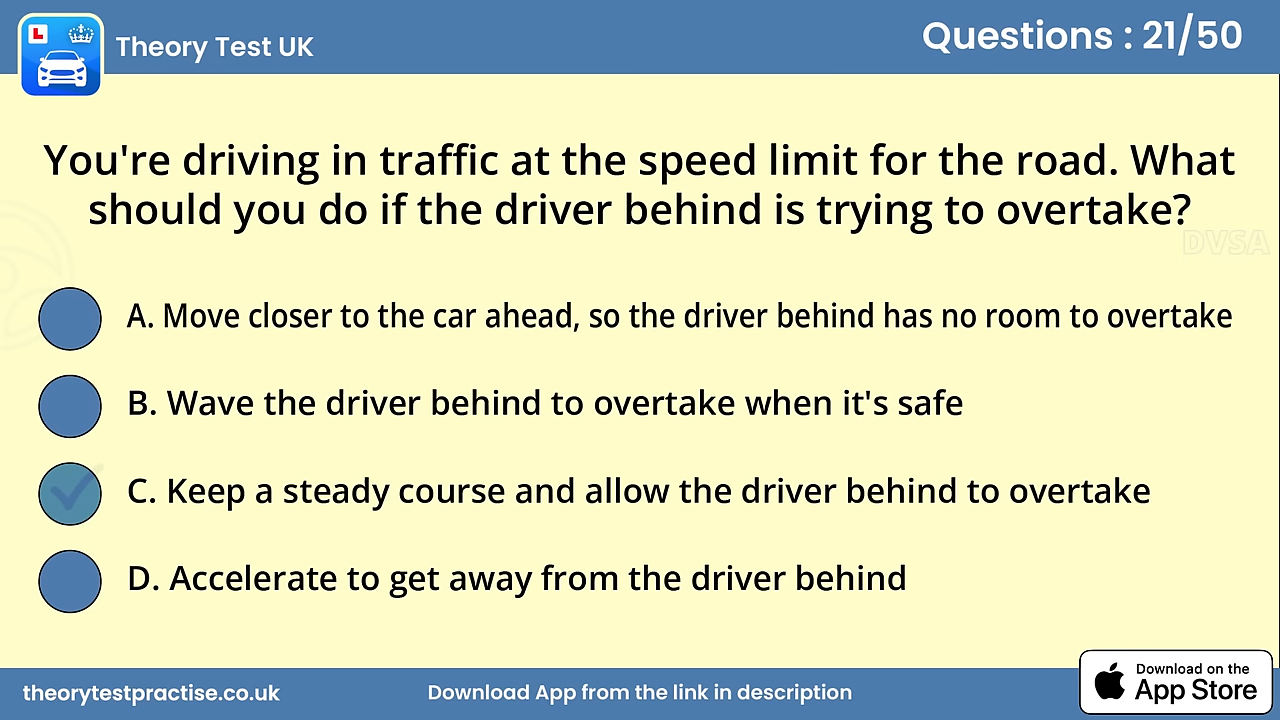 L
Theory Test UK
Questions : 21/50
You're driving in traffic at the speed limit for the road. What
should you do if the driver behind is trying to overtake?
DVSA
A. Move closer to the car ahead, so the driver behind has no room to overtake
B. Wave the driver behind to overtake when it's safe
C. Keep a steady course and allow the driver behind to overtake
D. Accelerate to get away from the driver behind
theorytestpractise.co.uk
Download App from the link in description
Download on the
App Store